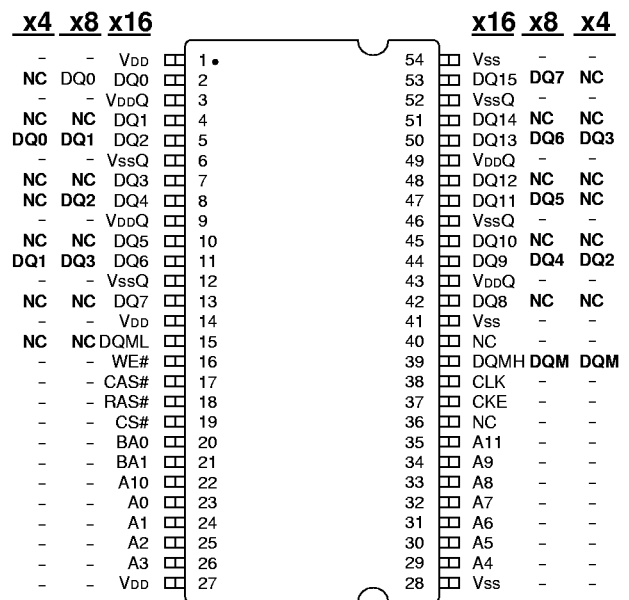 x4 x8 x16 x16 x8 x4
– – VDD 1 54 Vss – –
NC DQ0 DQ0 2 53 DQ15 DQ7 NC
– – VDDQ 3 52 VssQ – –
NC NC DQ1 4 51 DQ14 NC NC
DQ0 DQ1 DQ2 5 50 DQ13 DQ6 DQ3
– – VssQ 6 49 VDDQ – –
NC NC DQ3 7 48 DQ12 NC NC
NC DQ2 DQ4 8 47 DQ11 DQ5 NC
– – VDDQ 9 46 VssQ – –
NC NC DQ5 10 45 DQ10 NC NC
DQ1 DQ3 DQ6 11 44 DQ9 DQ4 DQ2
– – VssQ 12 43 VDDQ – –
NC NC DQ7 13 42 DQ8 NC NC
– – VDD 14 41 Vss – –
NC NC DQML 15 40 NC – –
– – WE# 16 39 DQMH DQM DQM
– – CAS# 17 38 CLK – –
– – RAS# 18 37 CKE – –
– – CS# 19 36 NC – –
– – BA0 20 35 A11 – –
– – BA1 21 34 A9 – –
– – A10 22 33 A8 – –
– – A0 23 32 A7 – –
– – A1 24 31 A6 – –
– – A2 25 30 A5 – –
– – A3 26 29 A4 – –
– – VDD 27 28 Vss – –